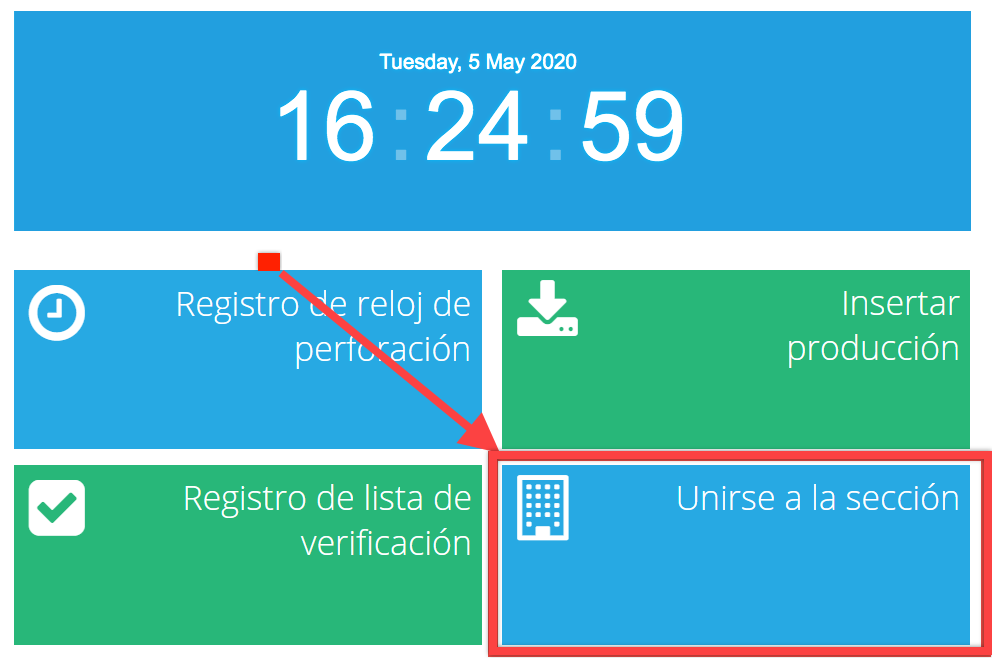 Tuesday, 5 May 2020
16:24:59
Registro de reloj de
perforación
Insertar
producción
Registro de lista de
verificación
Unirse a la sección